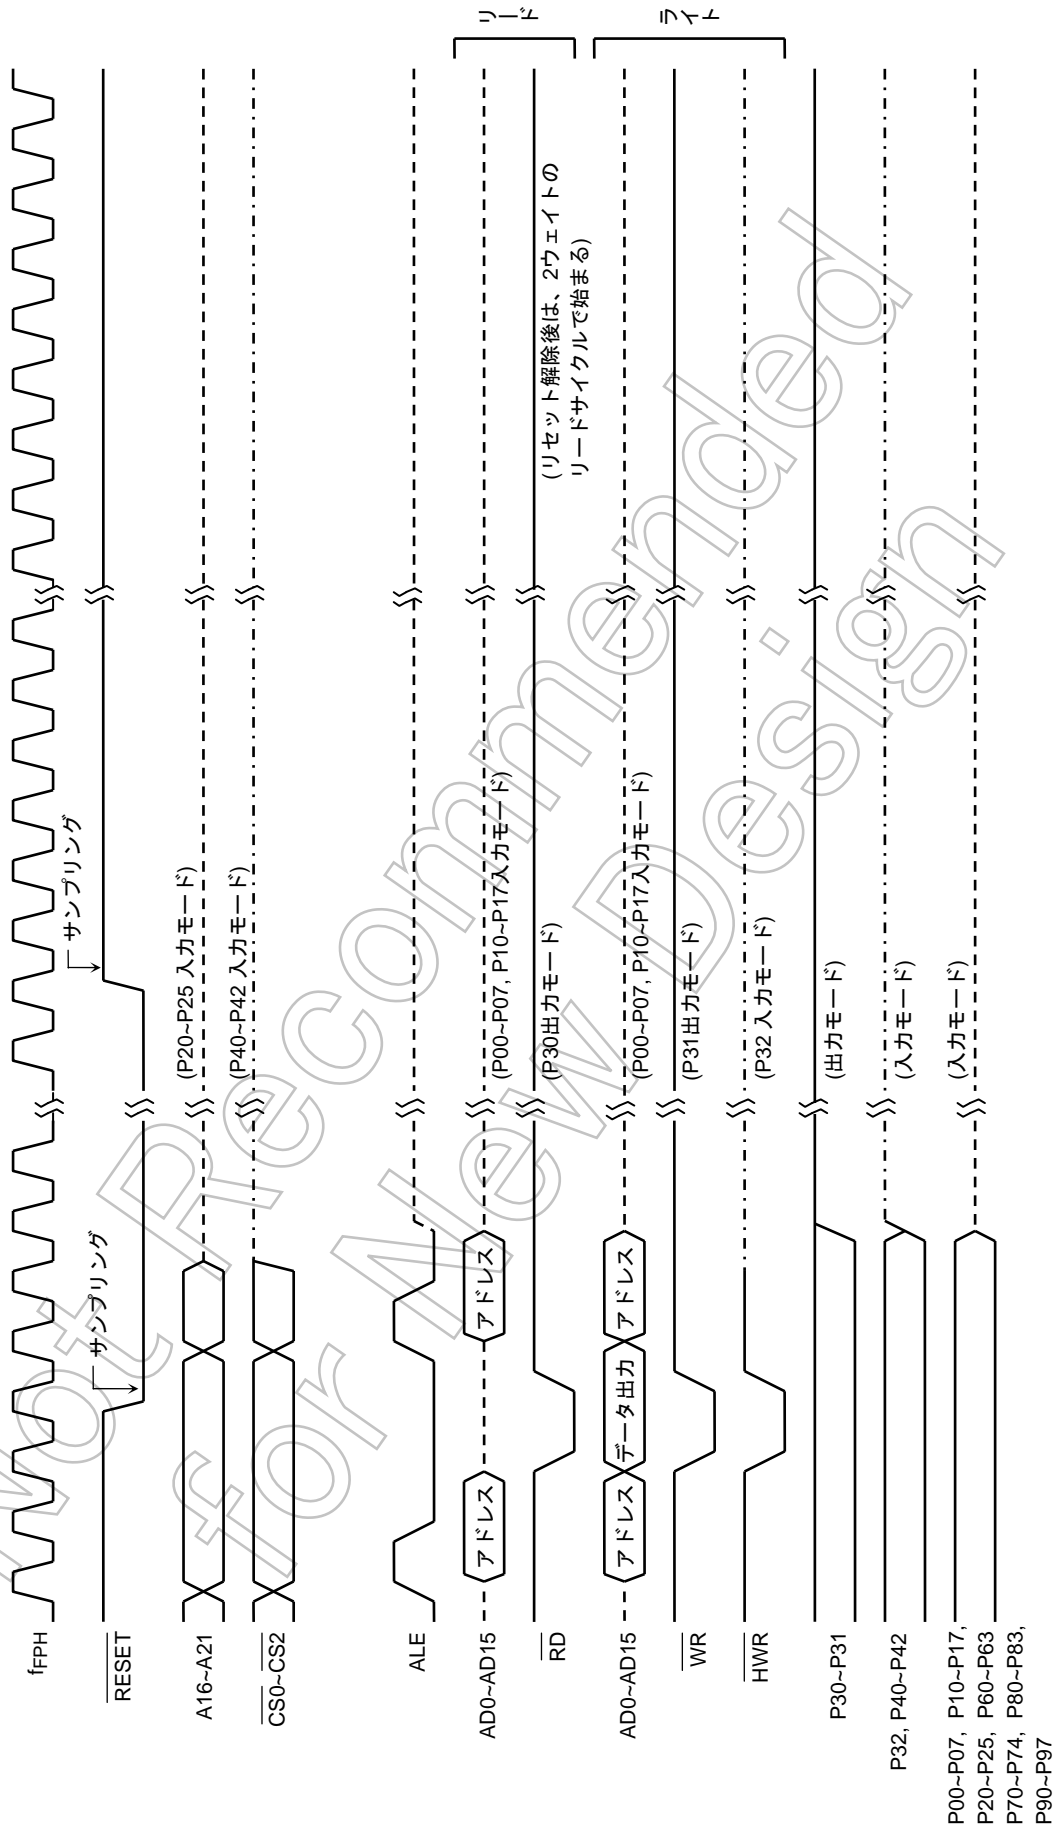 fFPH
サンプリング
サンプリング
RESET
A16~A21
(P20~P25 入力モード)
CS0~CS2
(P40~P42 入力モード)
ALE
リード
AD0~AD15
アドレス
アドレス
(P00~P07, P10~P17入力モード)
RD
(P30出力モード)
(リセット解除後は、2ウェイトの
リードサイクルで始まる)
ライト
AD0~AD15
アドレス
データ出力
アドレス
(P00~P07, P10~P17入力モード)
WR
(P31出力モード)
HWR
(P32 入力モード)
P30~P31
(出力モード)
P32, P40~P42
(入力モード)
P00~P07, P10~P17,
P20~P25, P60~P63
P70~P74, P80~P83,
P90~P97
(入力モード)
Not Recommended
for New Design